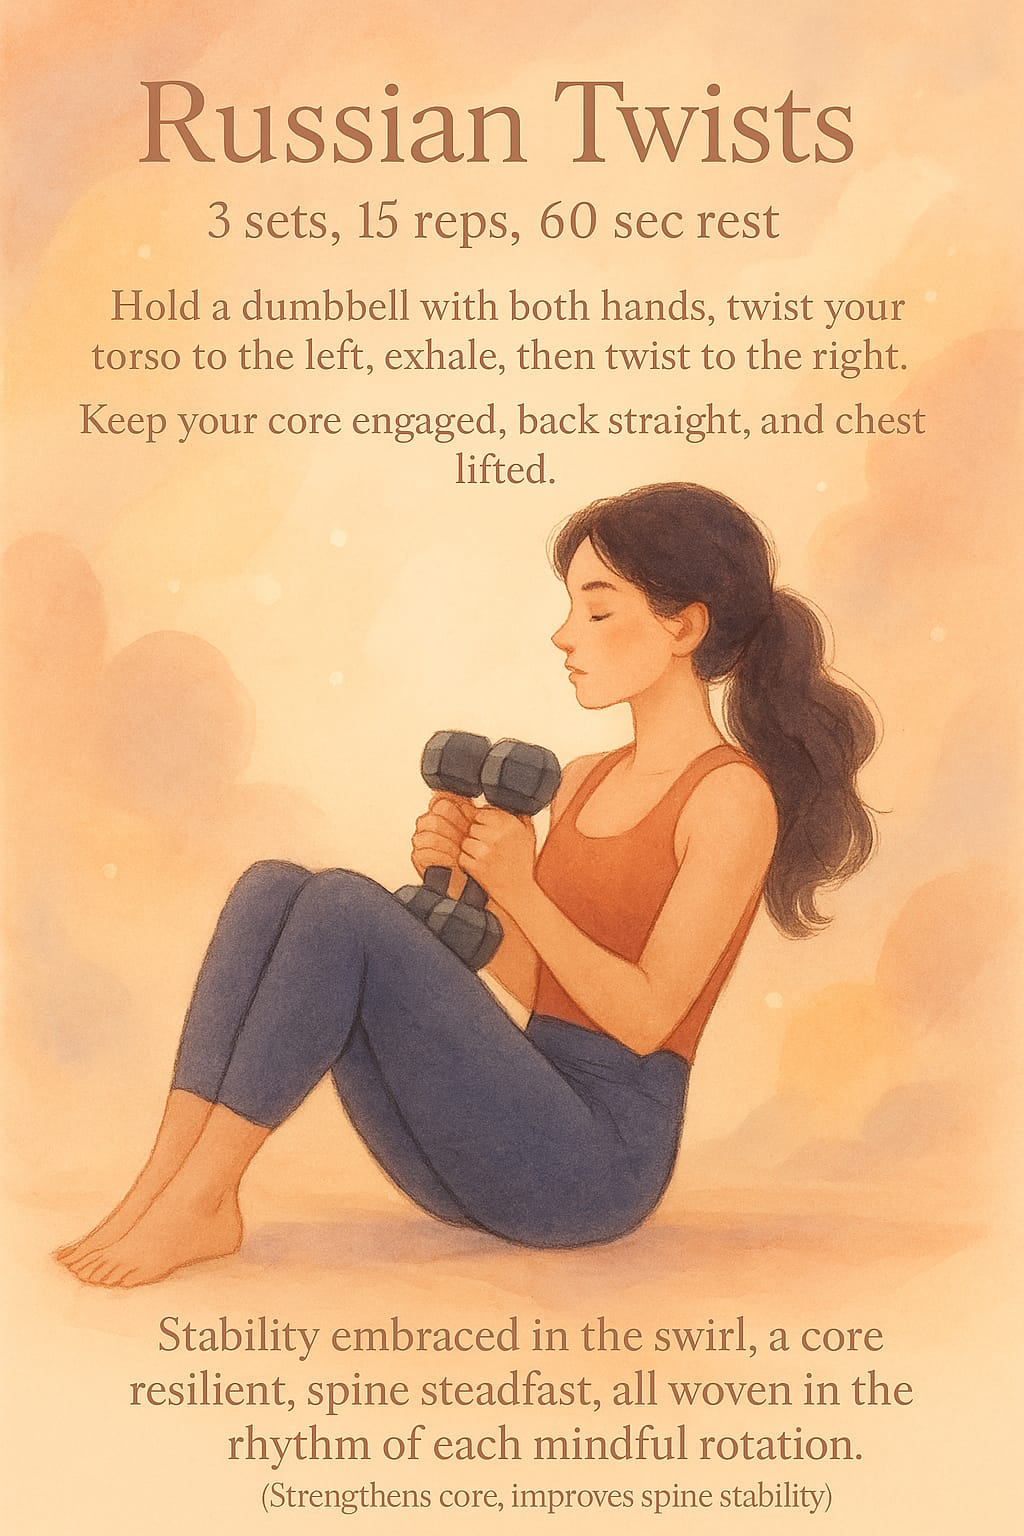 Russian Twists
3 sets, 15 reps, 60 sec rest
Hold a dumbbell with both hands, twist your
torso to the left, exhale, then twist to the right.
Keep your core engaged, back straight, and chest
lifted.
Stability embraced in the swirl, a core
resilient, spine steadfast, all woven in the
rhythm of each mindful rotation.
(Strengthens core, improves spine stability)